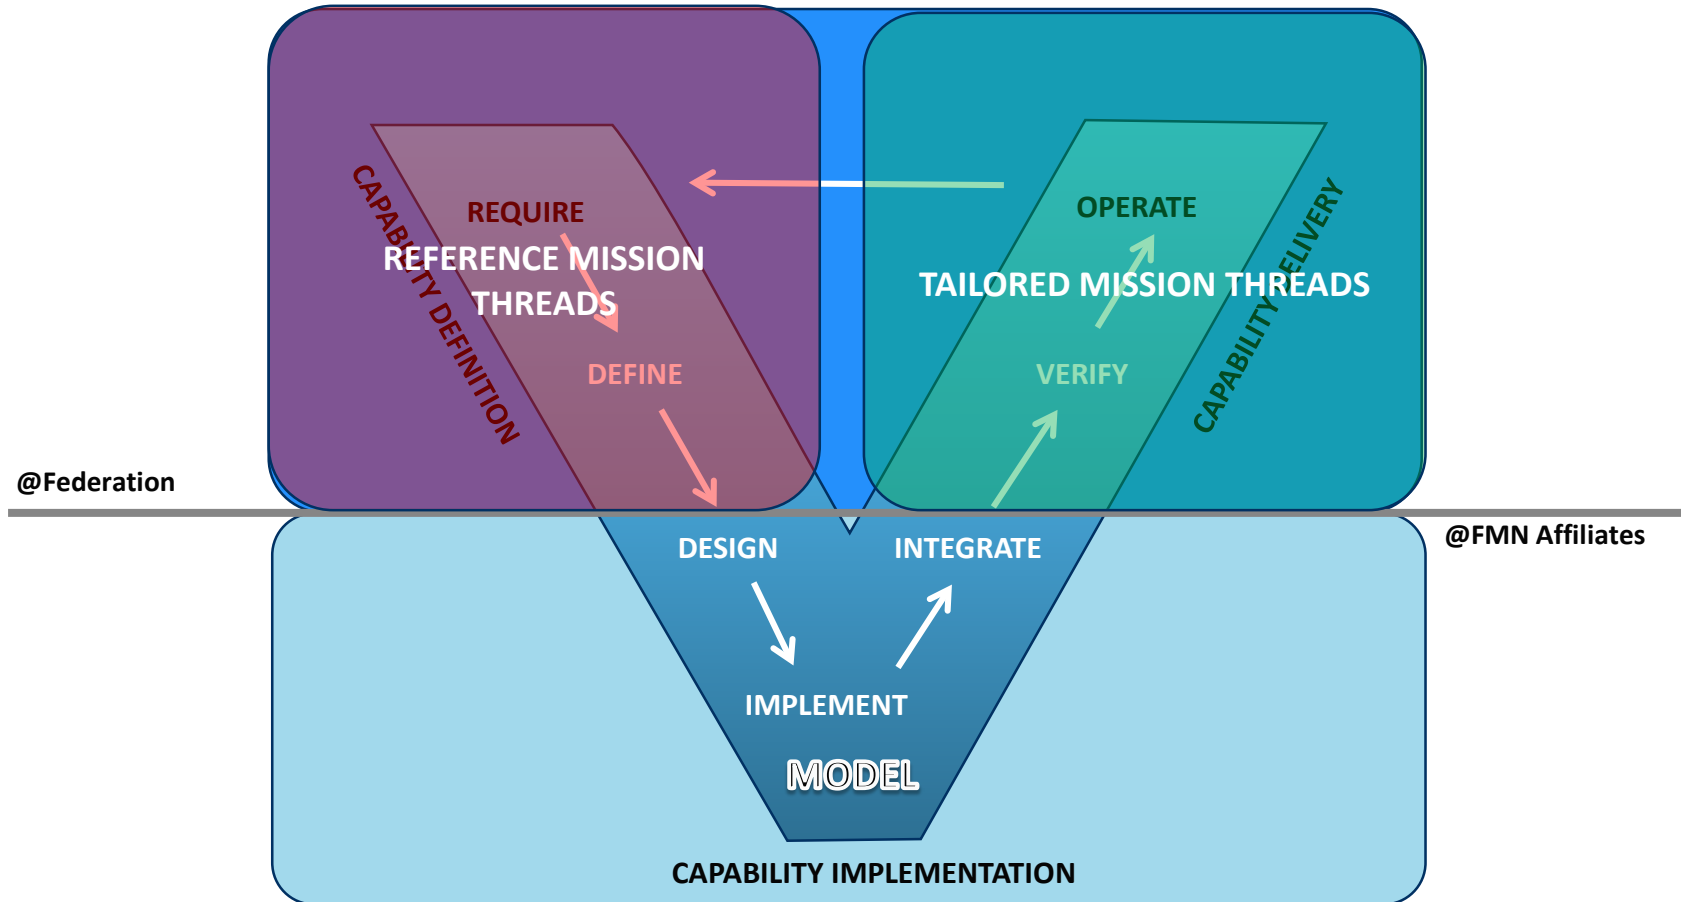 REQUIRE
OPERATE
CAPABILITY DEFINITION
REFERENCE MISSION
THREADS
TAILORED MISSION THREADS
CAPABILITY DELIVERY
DEFINE
VERIFY
@Federation
@FMN Affiliates
DESIGN
INTEGRATE
IMPLEMENT
MODEL
CAPABILITY IMPLEMENTATION